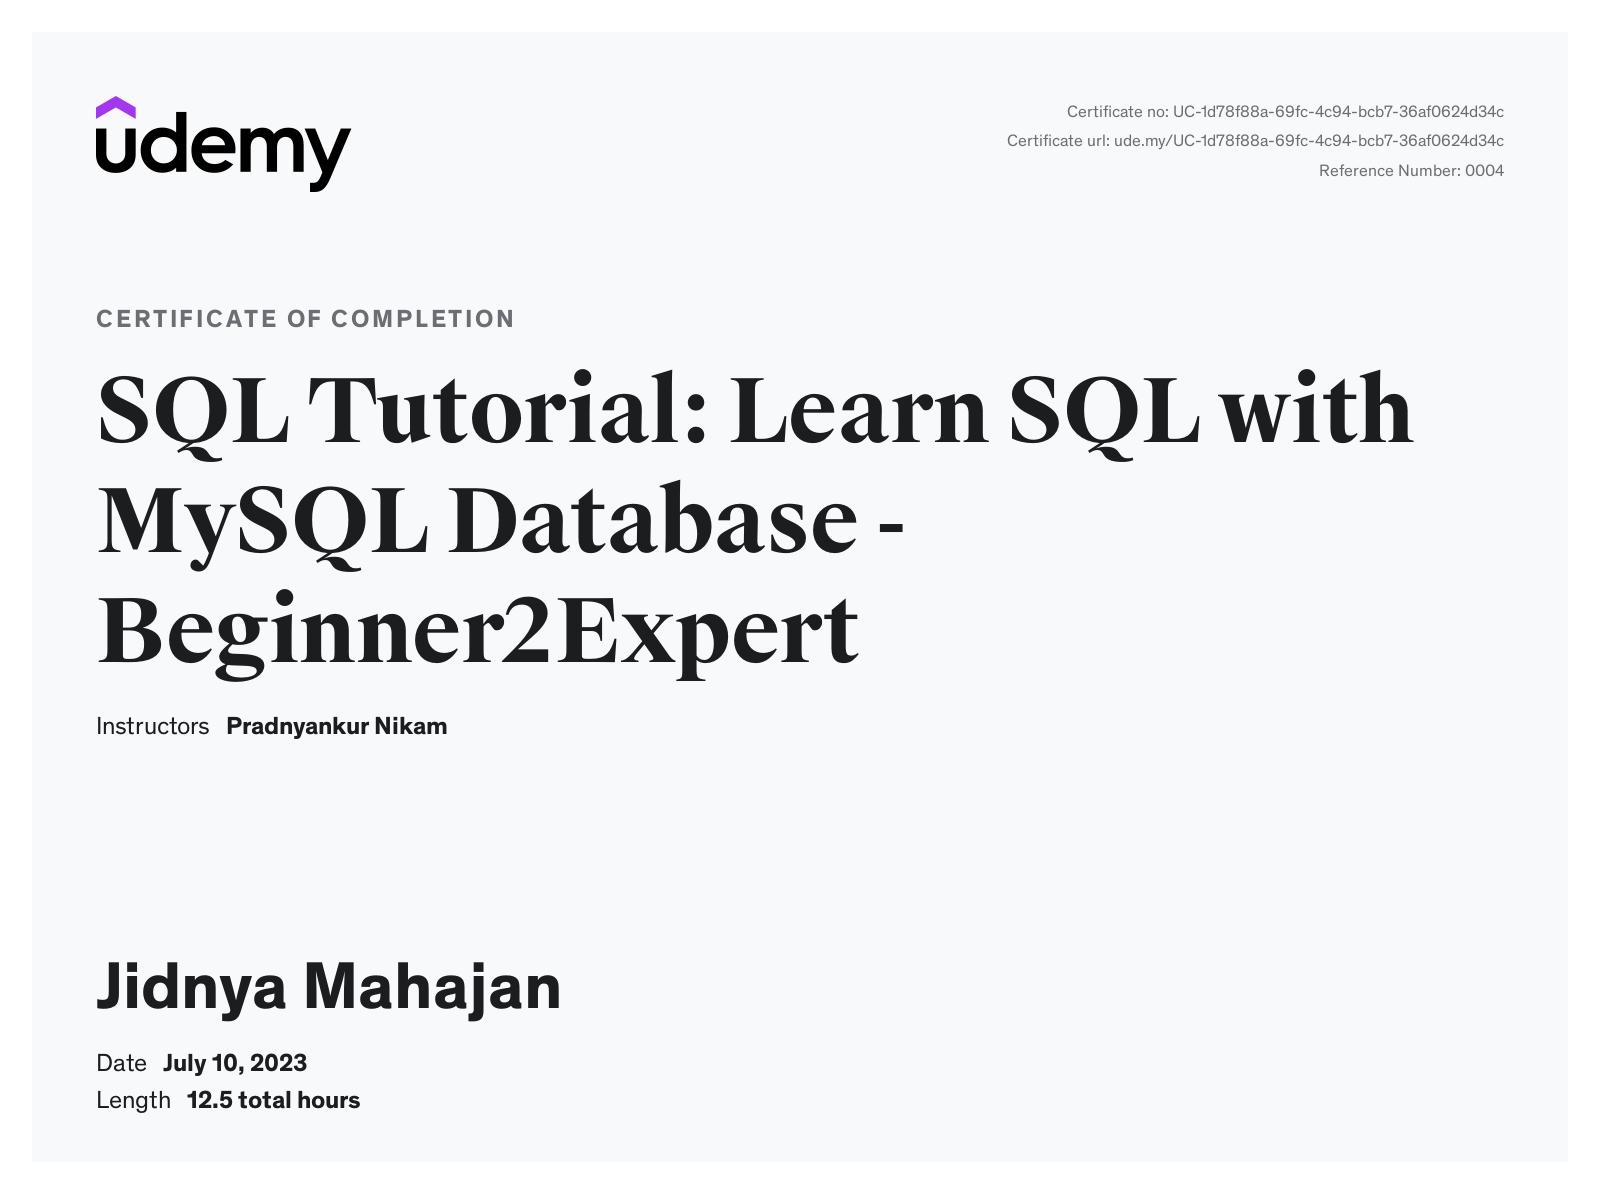 udemy
Certificate no: UC-1d78f88a-69fc-4c94-bcb7-36af0624d34c
Certificate url: ude.my/UC-1d78f88a-69fc-4c94-bcb7-36af0624d34c
Reference Number: 0004
CERTIFICATE OF COMPLETION
SQL Tutorial: Learn SQL with
MySQL Database -
Beginner2Expert
Instructors Pradnyankur Nikam
Jidnya Mahajan
Date July 10, 2023
Length 12.5 total hours